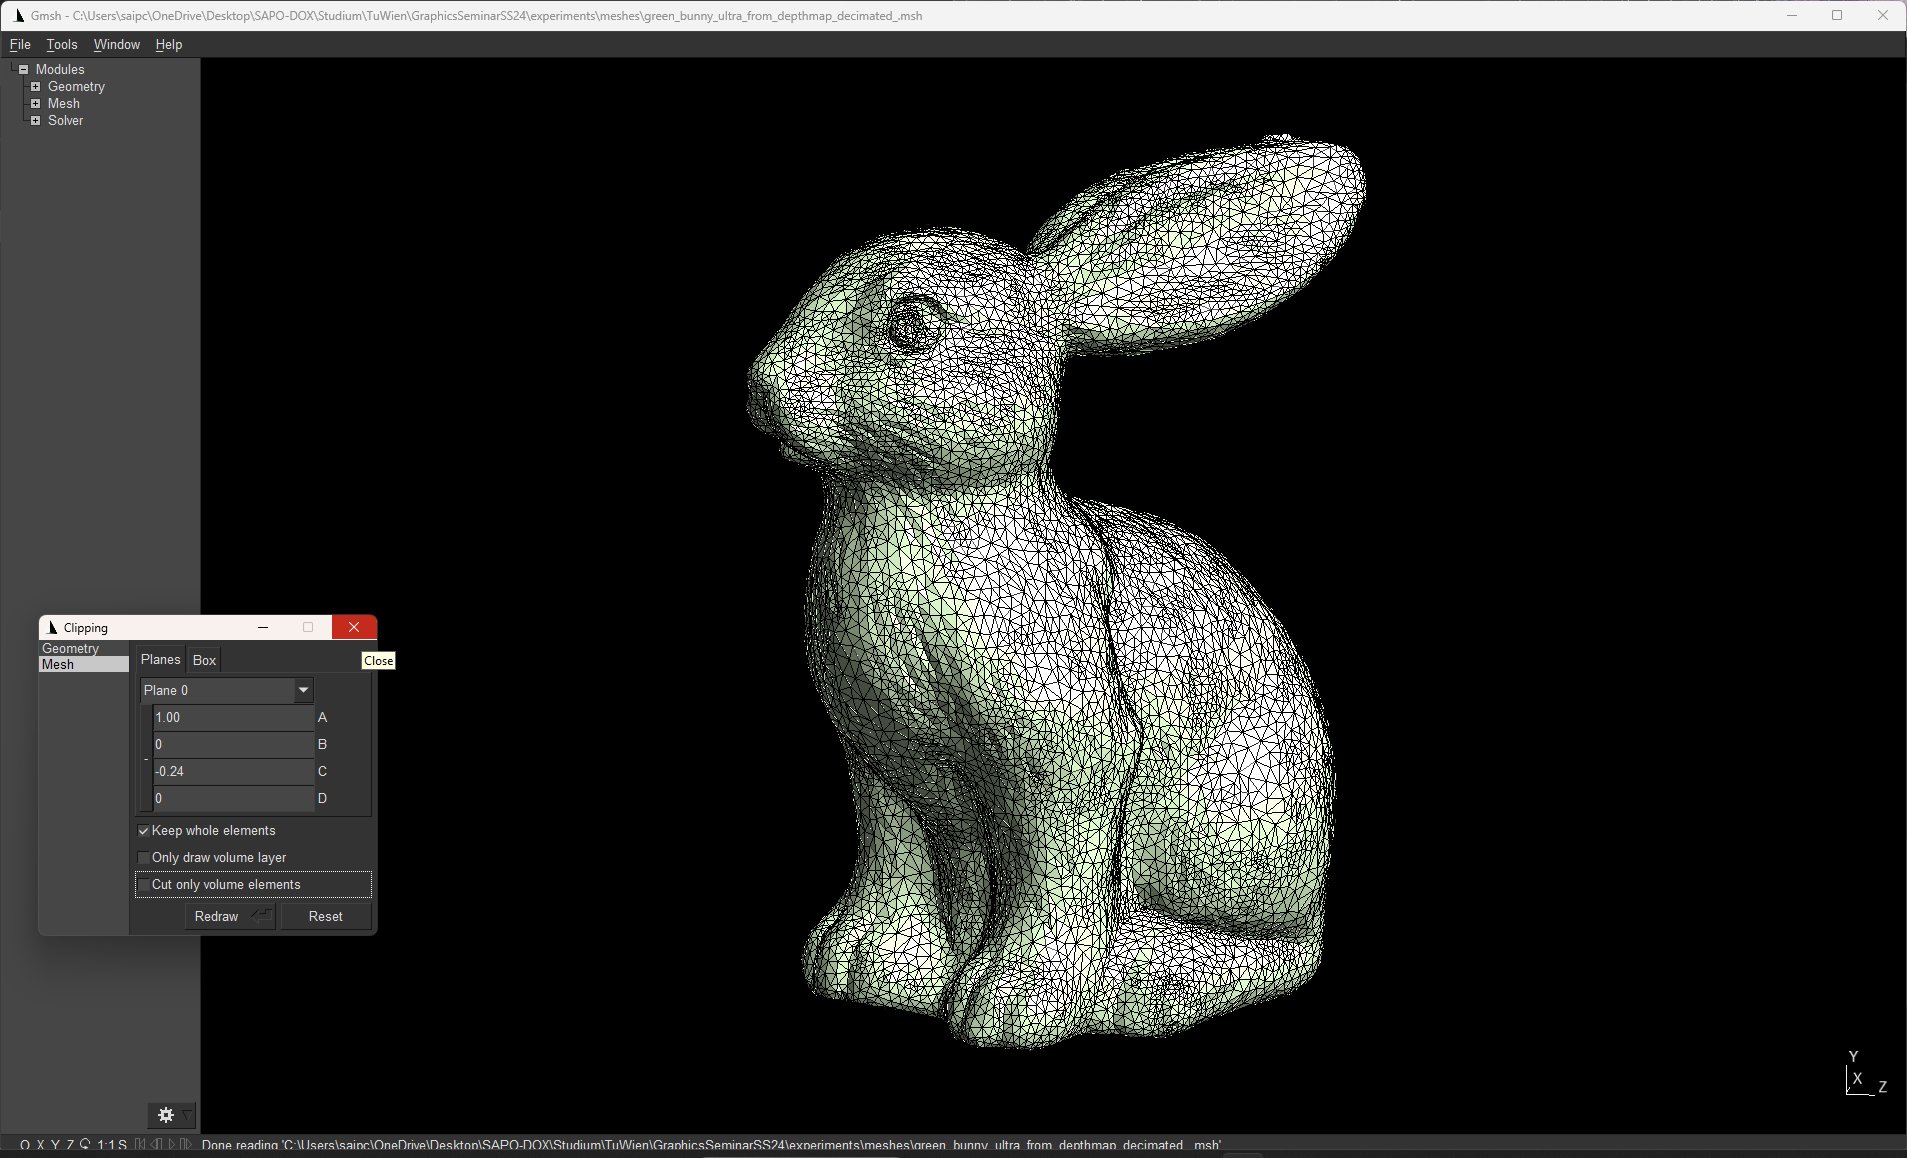 Gmsh - C:\Users\saipc\OneDrive\Desktop\SAPO-DOX\Studium\TuWien\GraphicsSeminarSS24\experiments\meshes\green_bunny_ultra_from_depthmap_decimated_.msh
File Tools Window Help
Modules
Geometry
Mesh
Solver
Clipping
Geometry
Mesh
Planes Box
Close
Plane 0
1.00 A
0 B
-0.24 C
0 D
-
Keep whole elements
Only draw volume layer
Cut only volume elements
Redraw Reset
Y
X
Z
O X Y Z 1:1 S Done reading 'C:\Users\saipc\OneDrive\Desktop\SAPO-DOX\Studium\TuWien\GraphicsSeminarSS24\experiments\meshes\green_bunny_ultra_from_depthmap_decimated_.msh'